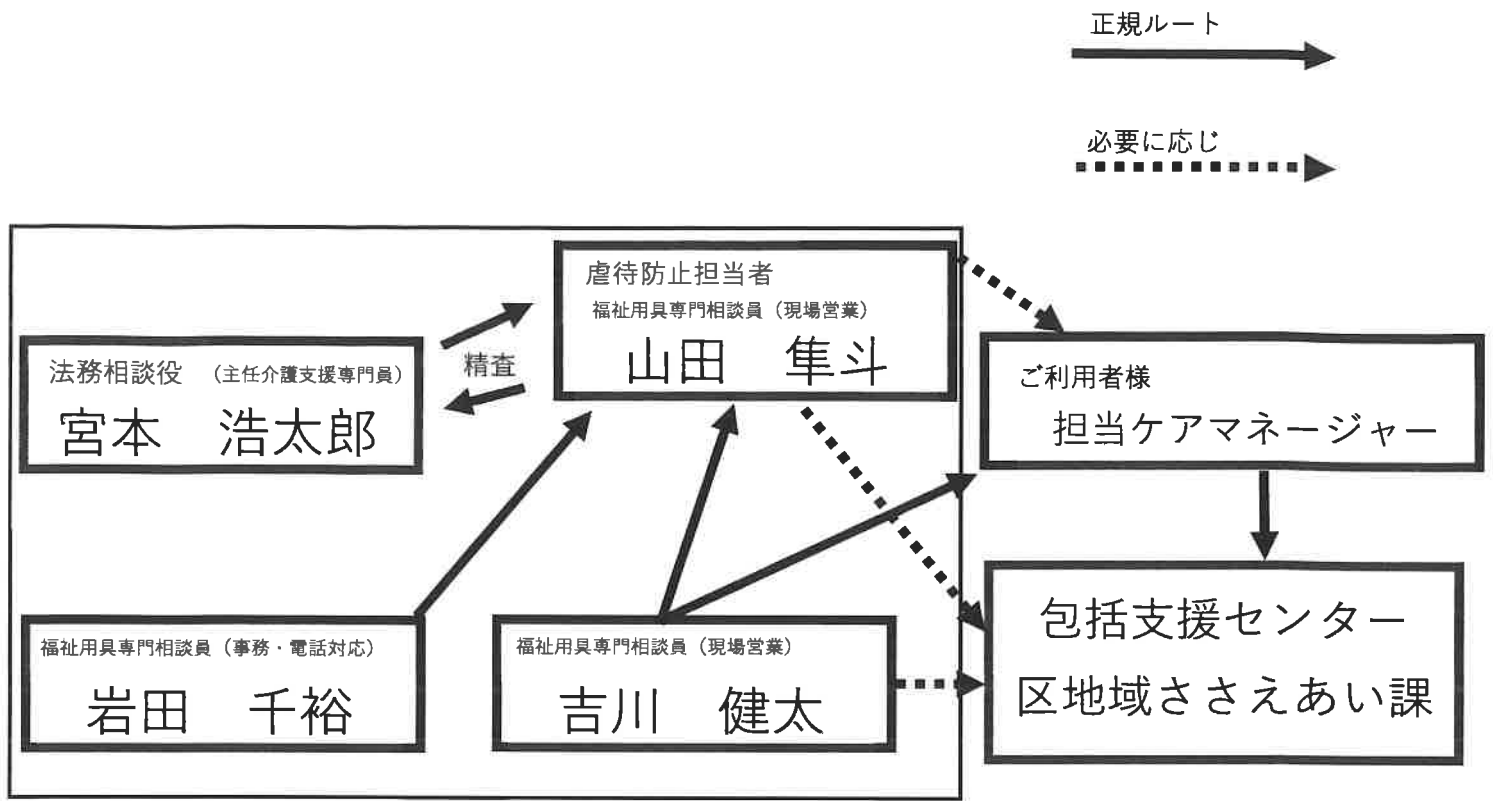 正規ルート
必要に応じ
虐待防止担当者
福祉用具専門相談員（現場営業）
山田　隼斗
法務相談役　（主任介護支援専門員）
宮本　浩太郎
精査
ご利用者様
担当ケアマネージャー
福祉用具専門相談員（事務・電話対応）
岩田　千裕
福祉用具専門相談員（現場営業）
吉川　健太
包括支援センター
区地域ささえあい課